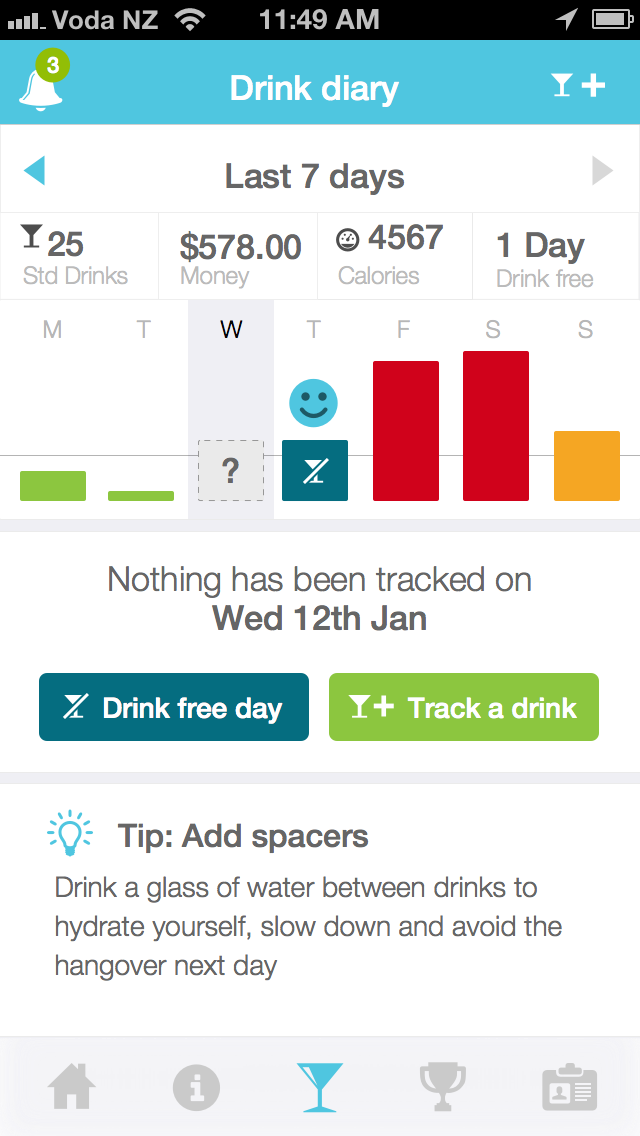 Voda NZ 11:49 AM
3
Drink diary
+
Last 7 days
25 $578.00 4567 1 Day
Std Drinks Money Calories Drink free
M T W T F S S
?
Nothing has been tracked on
Wed 12th Jan
Drink free day + Track a drink
Tip: Add spacers
Drink a glass of water between drinks to
hydrate yourself, slow down and avoid the
hangover next day